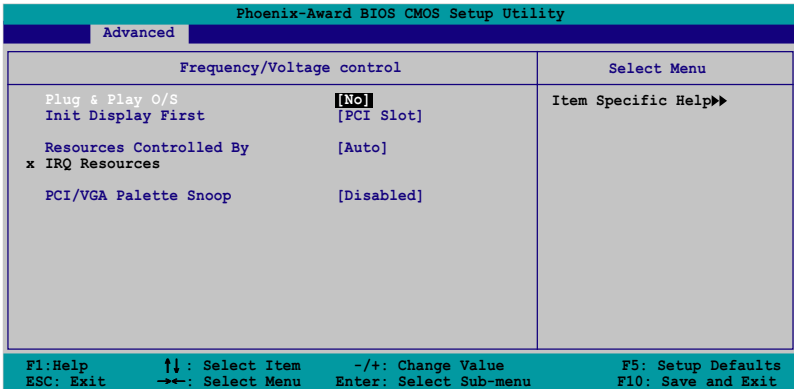 Phoenix-Award BIOS CMOS Setup Utility
Advanced
Frequency/Voltage control Select Menu
Plug & Play O/S [No] Item Specific Help▶▶
Init Display First [PCI Slot]
Resources Controlled By [Auto]
x IRQ Resources
PCI/VGA Palette Snoop [Disabled]
F1:Help ↑↓ : Select Item -/+: Change Value F5: Setup Defaults
ESC: Exit →←: Select Menu Enter: Select Sub-menu F10: Save and Exit